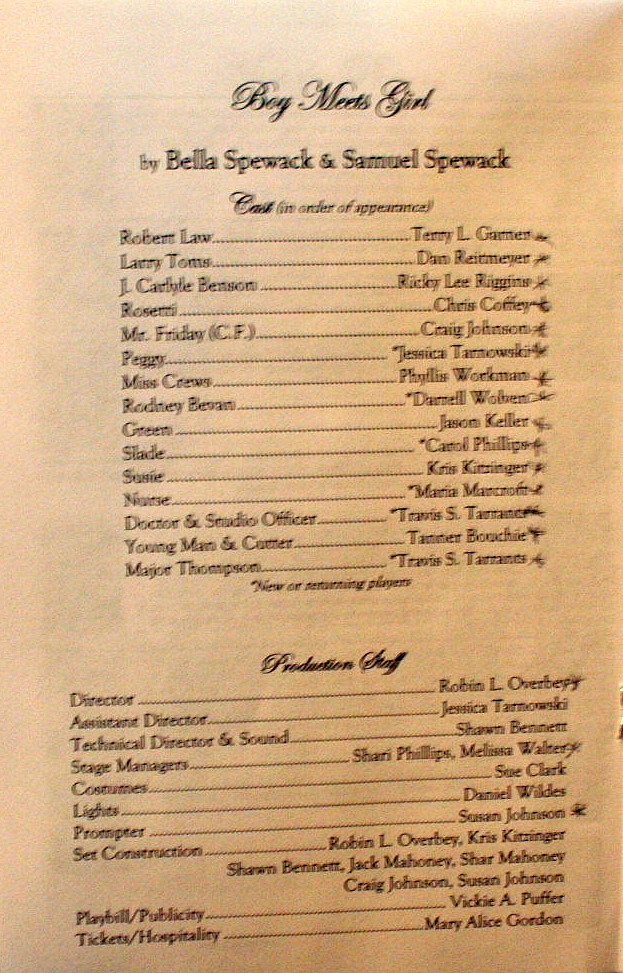 Boy Meets Girl
by Bella Spewack & Samuel Spewack
Cast (in order of appearance)
Robert Law..............................Terry L. Garner
Larry Toms..............................Dan Reitmeyer
J. Carlyle Benson..............................Ricky Lee Riggins
Rosetti..............................Chris Coffey
Mr. Friday (C.F.)..............................Craig Johnson
Peggy..............................*Jessica Tarnowski
Miss Crews..............................Phyllis Workman
Rodney Bevan..............................*Darrell Wolven
Green..............................Jason Keller
Slade..............................*Carol Phillips
Susie..............................Kris Kitzinger
Nurse..............................*Maria Marcroft
Doctor & Studio Officer..............................*Travis S. Tarrants
Young Man & Cutter..............................Tanner Bouchie
Major Thompson..............................*Travis S. Tarrants
*New or returning players
Production Staff
Director..............................Robin L. Overbey
Assistant Director..............................Jessica Tarnowski
Technical Director & Sound..............................Shawn Bennett
Stage Managers..............................Shari Phillips, Melissa Walter
Costumes..............................Sue Clark
Lights..............................Daniel Wildes
Prompter..............................Susan Johnson
Set Construction..............................Robin L. Overbey, Kris Kitzinger
Shawn Bennett, Jack Mahoney, Shar Mahoney
Craig Johnson, Susan Johnson
Playbill/Publicity..............................Vickie A. Puffer
Tickets/Hospitality..............................Mary Alice Gordon